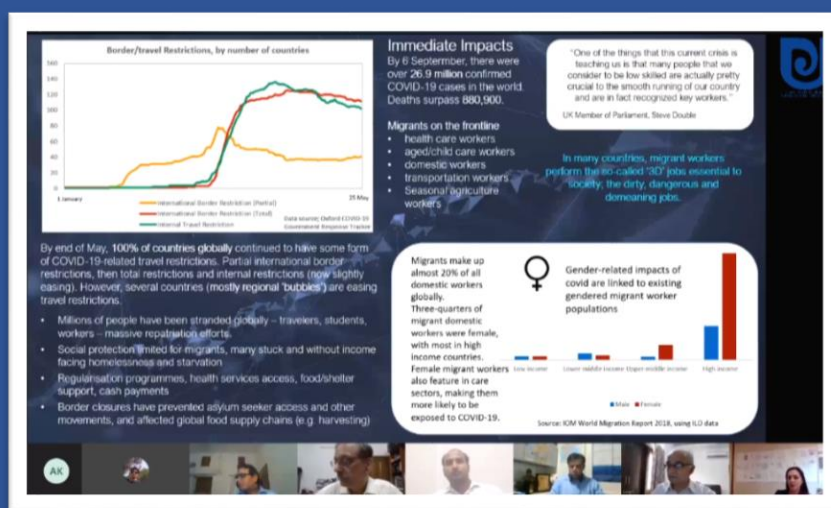 Border/travel Restrictions, by number of countries
160
140
120
100
80
60
40
20
0
1 January
25 May
International Border Restriction (Partial)
International Border Restriction (Total)
Internal Travel Restriction
Data source: Oxford COVID-19
Government Response Tracker
By end of May, 100% of countries globally continued to have some form
of COVID-19-related travel restrictions. Partial international border
restrictions, then total restrictions and internal restrictions (now slightly
easing). However, several countries (mostly regional 'bubbles') are easing
travel restrictions.
• Millions of people have been stranded globally – travelers, students,
workers – massive repatriation efforts.
• Social protection limited for migrants, many stuck and without income
facing homelessness and starvation
• Regularisation programmes, health services access, food/shelter
support, cash payments
• Border closures have prevented asylum seeker access and other
movements, and affected global food supply chains (e.g. harvesting)
Immediate Impacts
By 6 Septermber, there were
over 26.9 million confirmed
COVID-19 cases in the world.
Deaths surpass 880,900.
Migrants on the frontline
• health care workers
• aged/child care workers
• domestic workers
• transportation workers
• Seasonal agriculture
workers
"One of the things that this current crisis is
teaching us is that many people that we
consider to be low skilled are actually pretty
crucial to the smooth running of our country
and are in fact recognized key workers."
UK Member of Parliament, Steve Double
In many countries, migrant workers
perform the so-called '3D' jobs essential to
society; the dirty, dangerous and
demeaning jobs.
Migrants make up
almost 20% of all
domestic workers
globally.
Three-quarters of
migrant domestic
workers were female,
with most in high
income countries.
Female migrant workers
also feature in care
sectors, making them
more likely to be
exposed to COVID-19.
Gender-related impacts of
covid are linked to existing
gendered migrant worker
populations
Low income
Lower middle income
Upper middle income
High income
Male
Female
Source: IOM World Migration Report 2018, using ILO data
AK